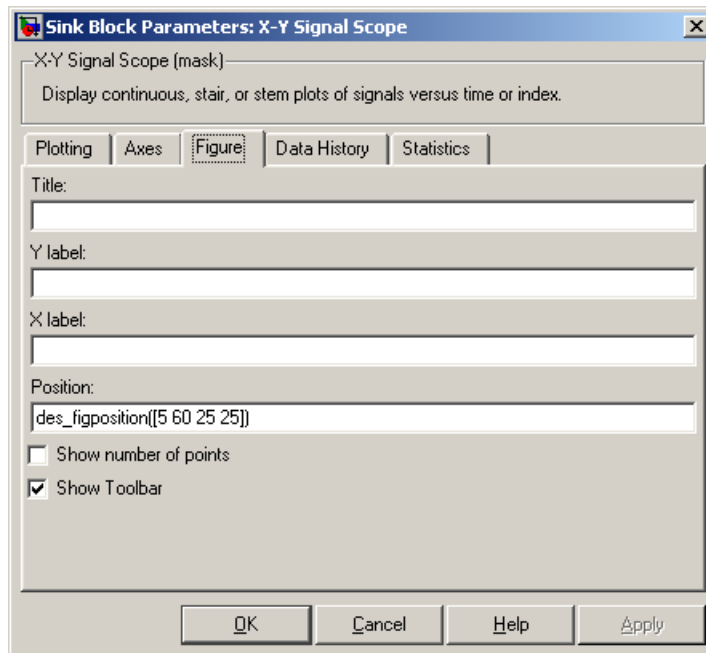 Sink Block Parameters: X-Y Signal Scope
X-Y Signal Scope (mask)
Display continuous, stair, or stem plots of signals versus time or index.
Plotting Axes Figure Data History Statistics
Title:
Y label:
X label:
Position:
des_figposition([5 60 25 25])
Show number of points
Show Toolbar
OK Cancel Help Apply